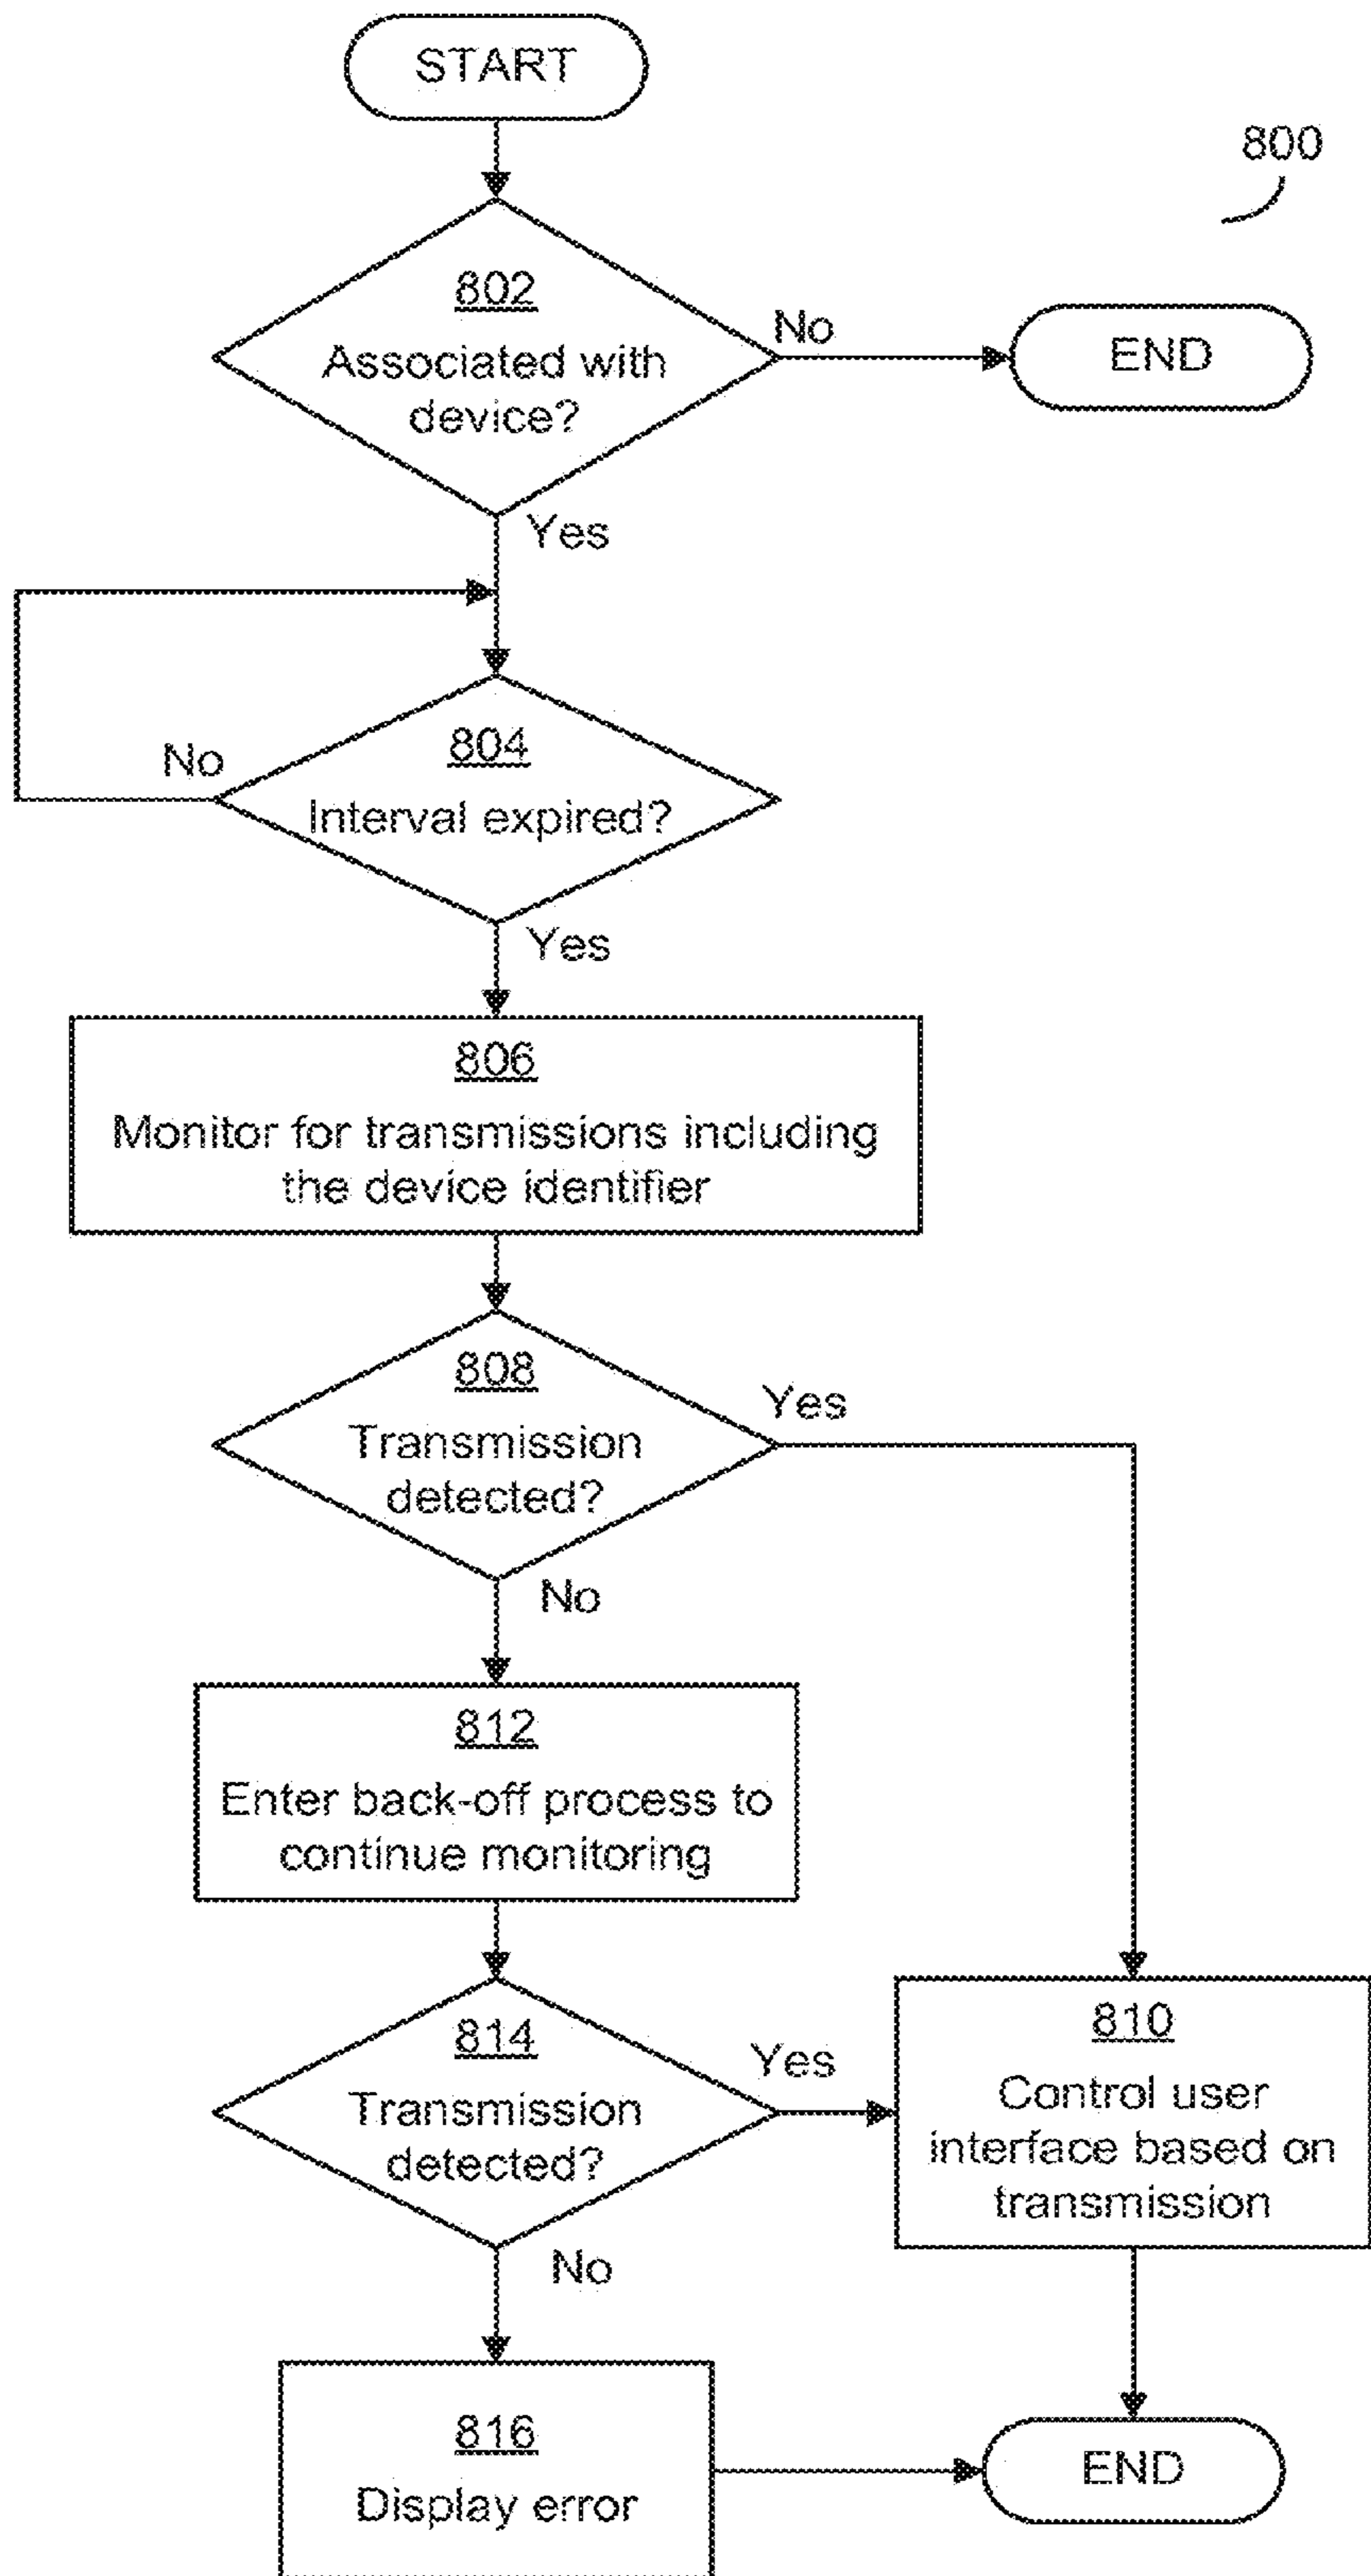 START
800
802
Associated with
device?
No
END
Yes
804
Interval expired?
No
Yes
806
Monitor for transmissions including
the device identifier
808
Transmission
detected?
Yes
No
812
Enter back-off process to
continue monitoring
814
Transmission
detected?
Yes
810
Control user
interface based on
transmission
No
816
Display error
END